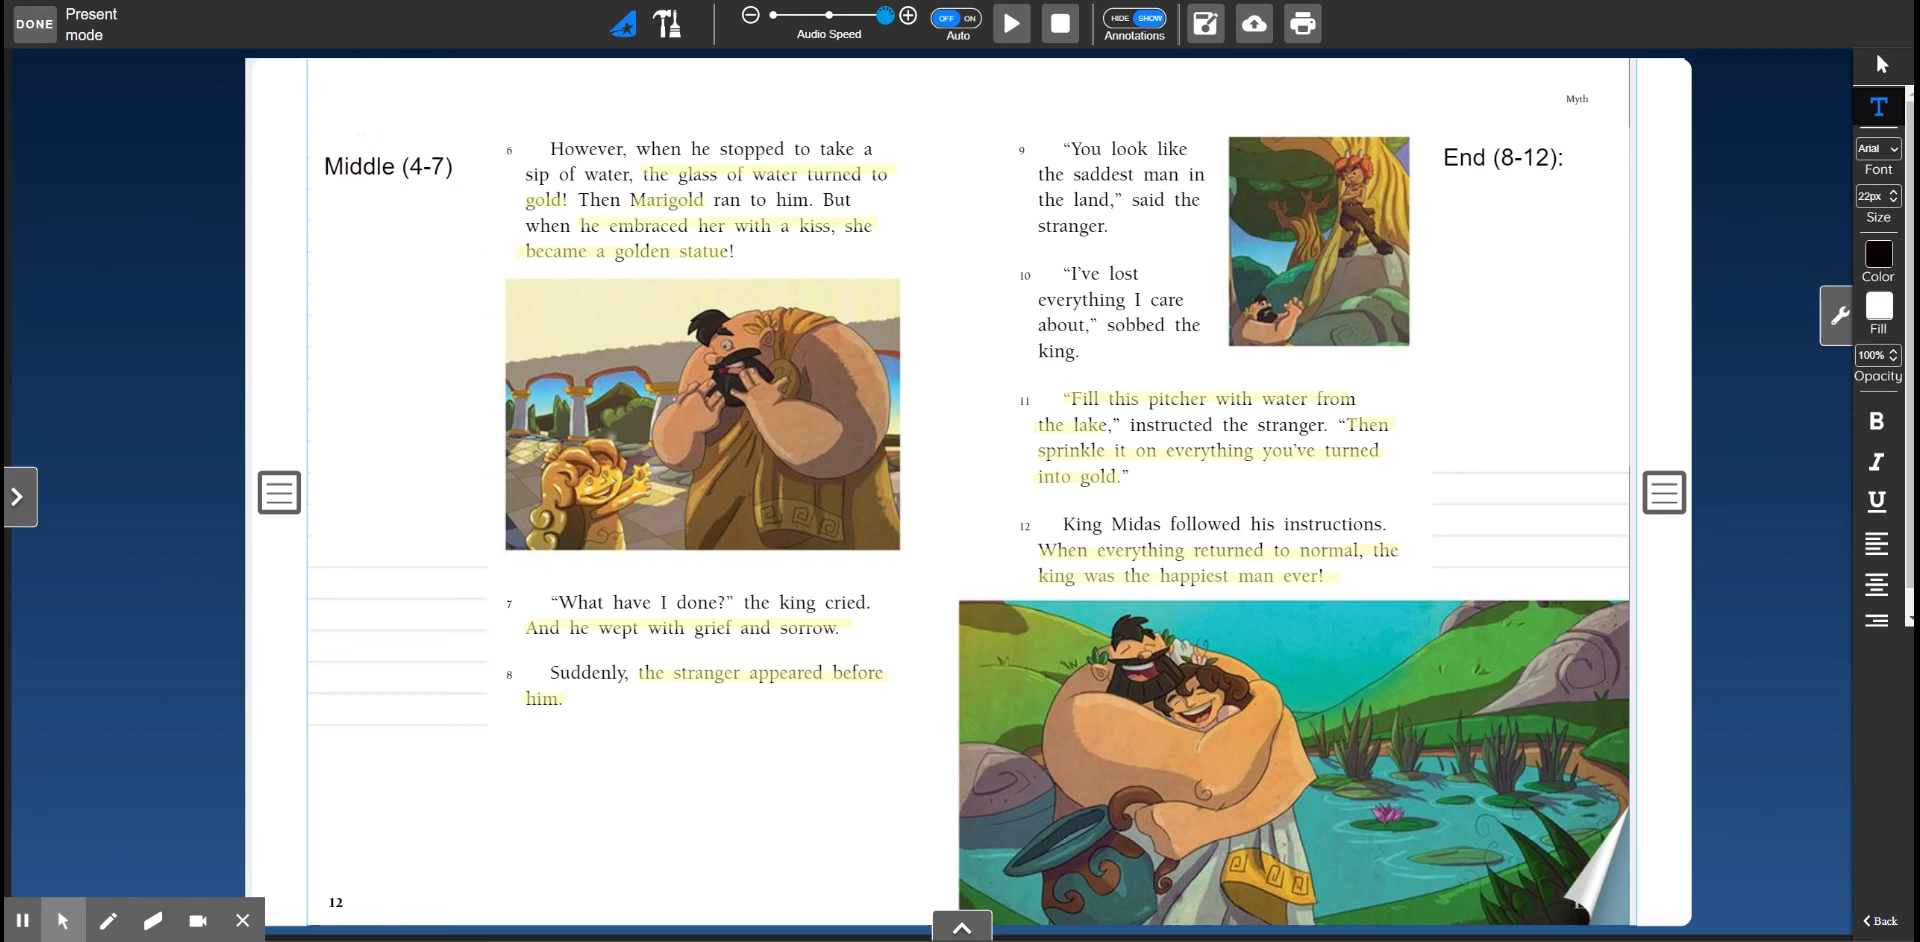 DONE
Present
mode
Audio Speed
OFF ON
Auto
HIDE SHOW
Annotations
Myth
Middle (4-7)
6 However, when he stopped to take a
sip of water, the glass of water turned to
gold! Then Marigold ran to him. But
when he embraced her with a kiss, she
became a golden statue!
7 “What have I done?” the king cried.
And he wept with grief and sorrow.
8 Suddenly, the stranger appeared before
him.
12
9 “You look like
the saddest man in
the land,” said the
stranger.
10 “I’ve lost
everything I care
about,” sobbed the
king.
11 “Fill this pitcher with water from
the lake,” instructed the stranger. “Then
sprinkle it on everything you’ve turned
into gold.”
12 King Midas followed his instructions.
When everything returned to normal, the
king was the happiest man ever!
End (8-12):
T
Arial
Font
22px
Size
Color
Fill
100%
Opacity
B
I
U
Back